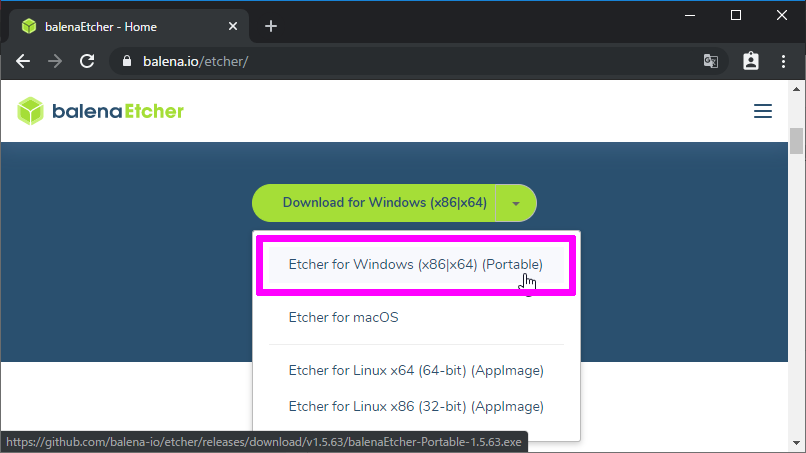 balenaEtcher - Home
balena.io/etcher/
balenaEtcher
Download for Windows (x86|x64)
Etcher for Windows (x86|x64) (Portable)
Etcher for macOS
Etcher for Linux x64 (64-bit) (AppImage)
Etcher for Linux x86 (32-bit) (AppImage)
https://github.com/balena-io/etcher/releases/download/v1.5.63/balenaEtcher-Portable-1.5.63.exe